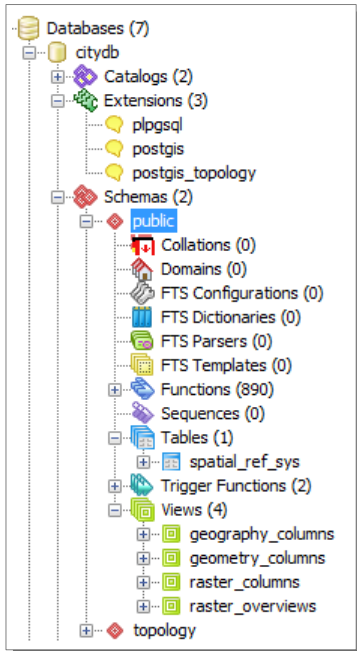 Databases (7)
citydb
Catalogs (2)
Extensions (3)
plpgsql
postgis
postgis_topology
Schemas (2)
public
Collations (0)
Domains (0)
FTS Configurations (0)
FTS Dictionaries (0)
FTS Parsers (0)
FTS Templates (0)
Functions (890)
Sequences (0)
Tables (1)
spatial_ref_sys
Trigger Functions (2)
Views (4)
geography_columns
geometry_columns
raster_columns
raster_overviews
topology